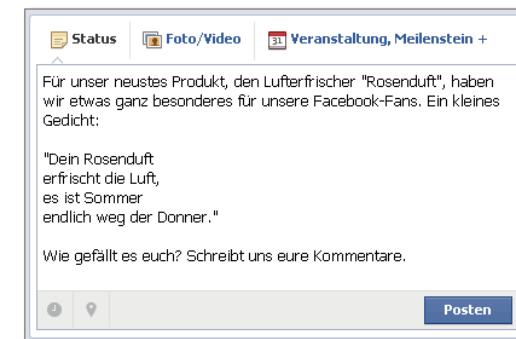 Status Foto/Video 31 Veranstaltung, Meilenstein +
Für unser neustes Produkt, den Lufterfrischer "Rosenduft", haben
wir etwas ganz besonderes für unsere Facebook-Fans. Ein kleines
Gedicht:
"Dein Rosenduft
erfrischt die Luft,
es ist Sommer
endlich weg der Donner."
Wie gefällt es euch? Schreibt uns eure Kommentare.
Posten